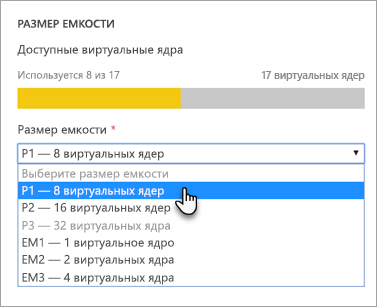 РАЗМЕР ЕМКОСТИ
Доступные виртуальные ядра
Используется 8 из 17 17 виртуальных ядер
Размер емкости *
P1 — 8 виртуальных ядер
Выберите размер емкости
P1 — 8 виртуальных ядер
P2 — 16 виртуальных ядер
P3 — 32 виртуальных ядра
EM1 — 1 виртуальное ядро
EM2 — 2 виртуальных ядра
EM3 — 4 виртуальных ядра